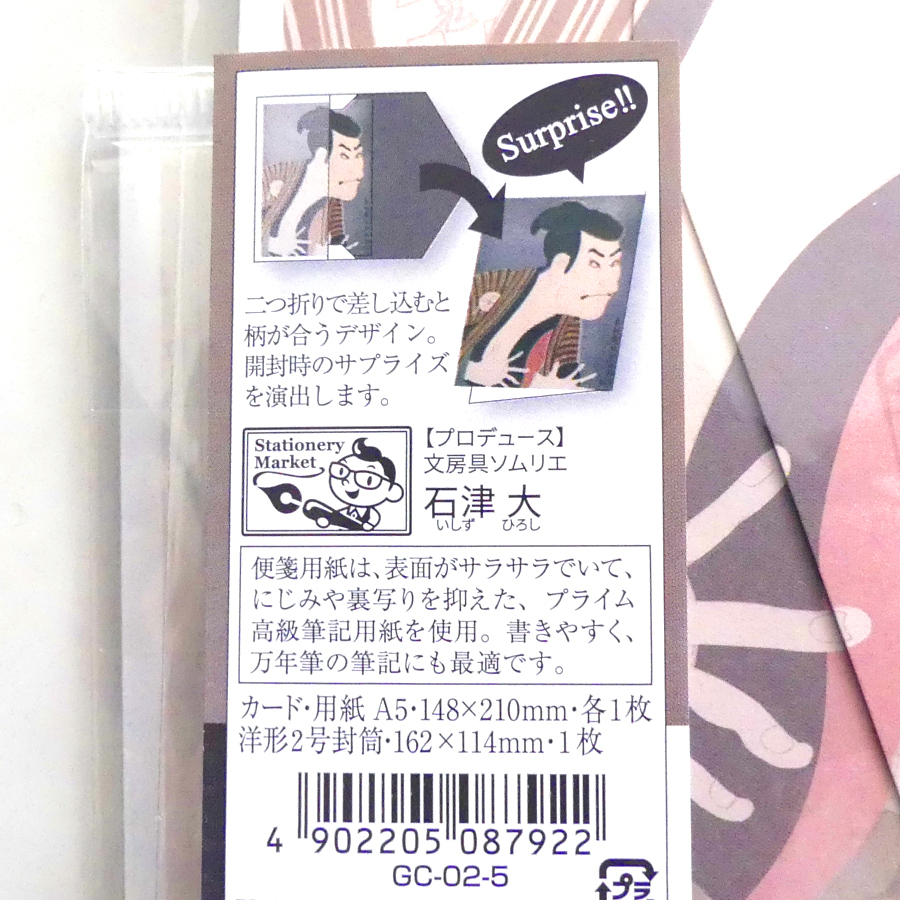 Surprise!!
二つ折りで差し込むと
柄が合うデザイン。
開封時のサプライズ
を演出します。
Stationery
Market
【プロデュース】
文房具ソムリエ
石津 大
いしず ひろし
便箋用紙は、表面がサラサラでいて、
にじみや裏写りを抑えた、プライム
高級筆記用紙を使用。書きやすく、
万年筆の筆記にも最適です。
カード・用紙 A5・148×210mm・各1枚
洋形2号封筒・162×114mm・1枚
4 902205 087922
GC-02-5
プラ